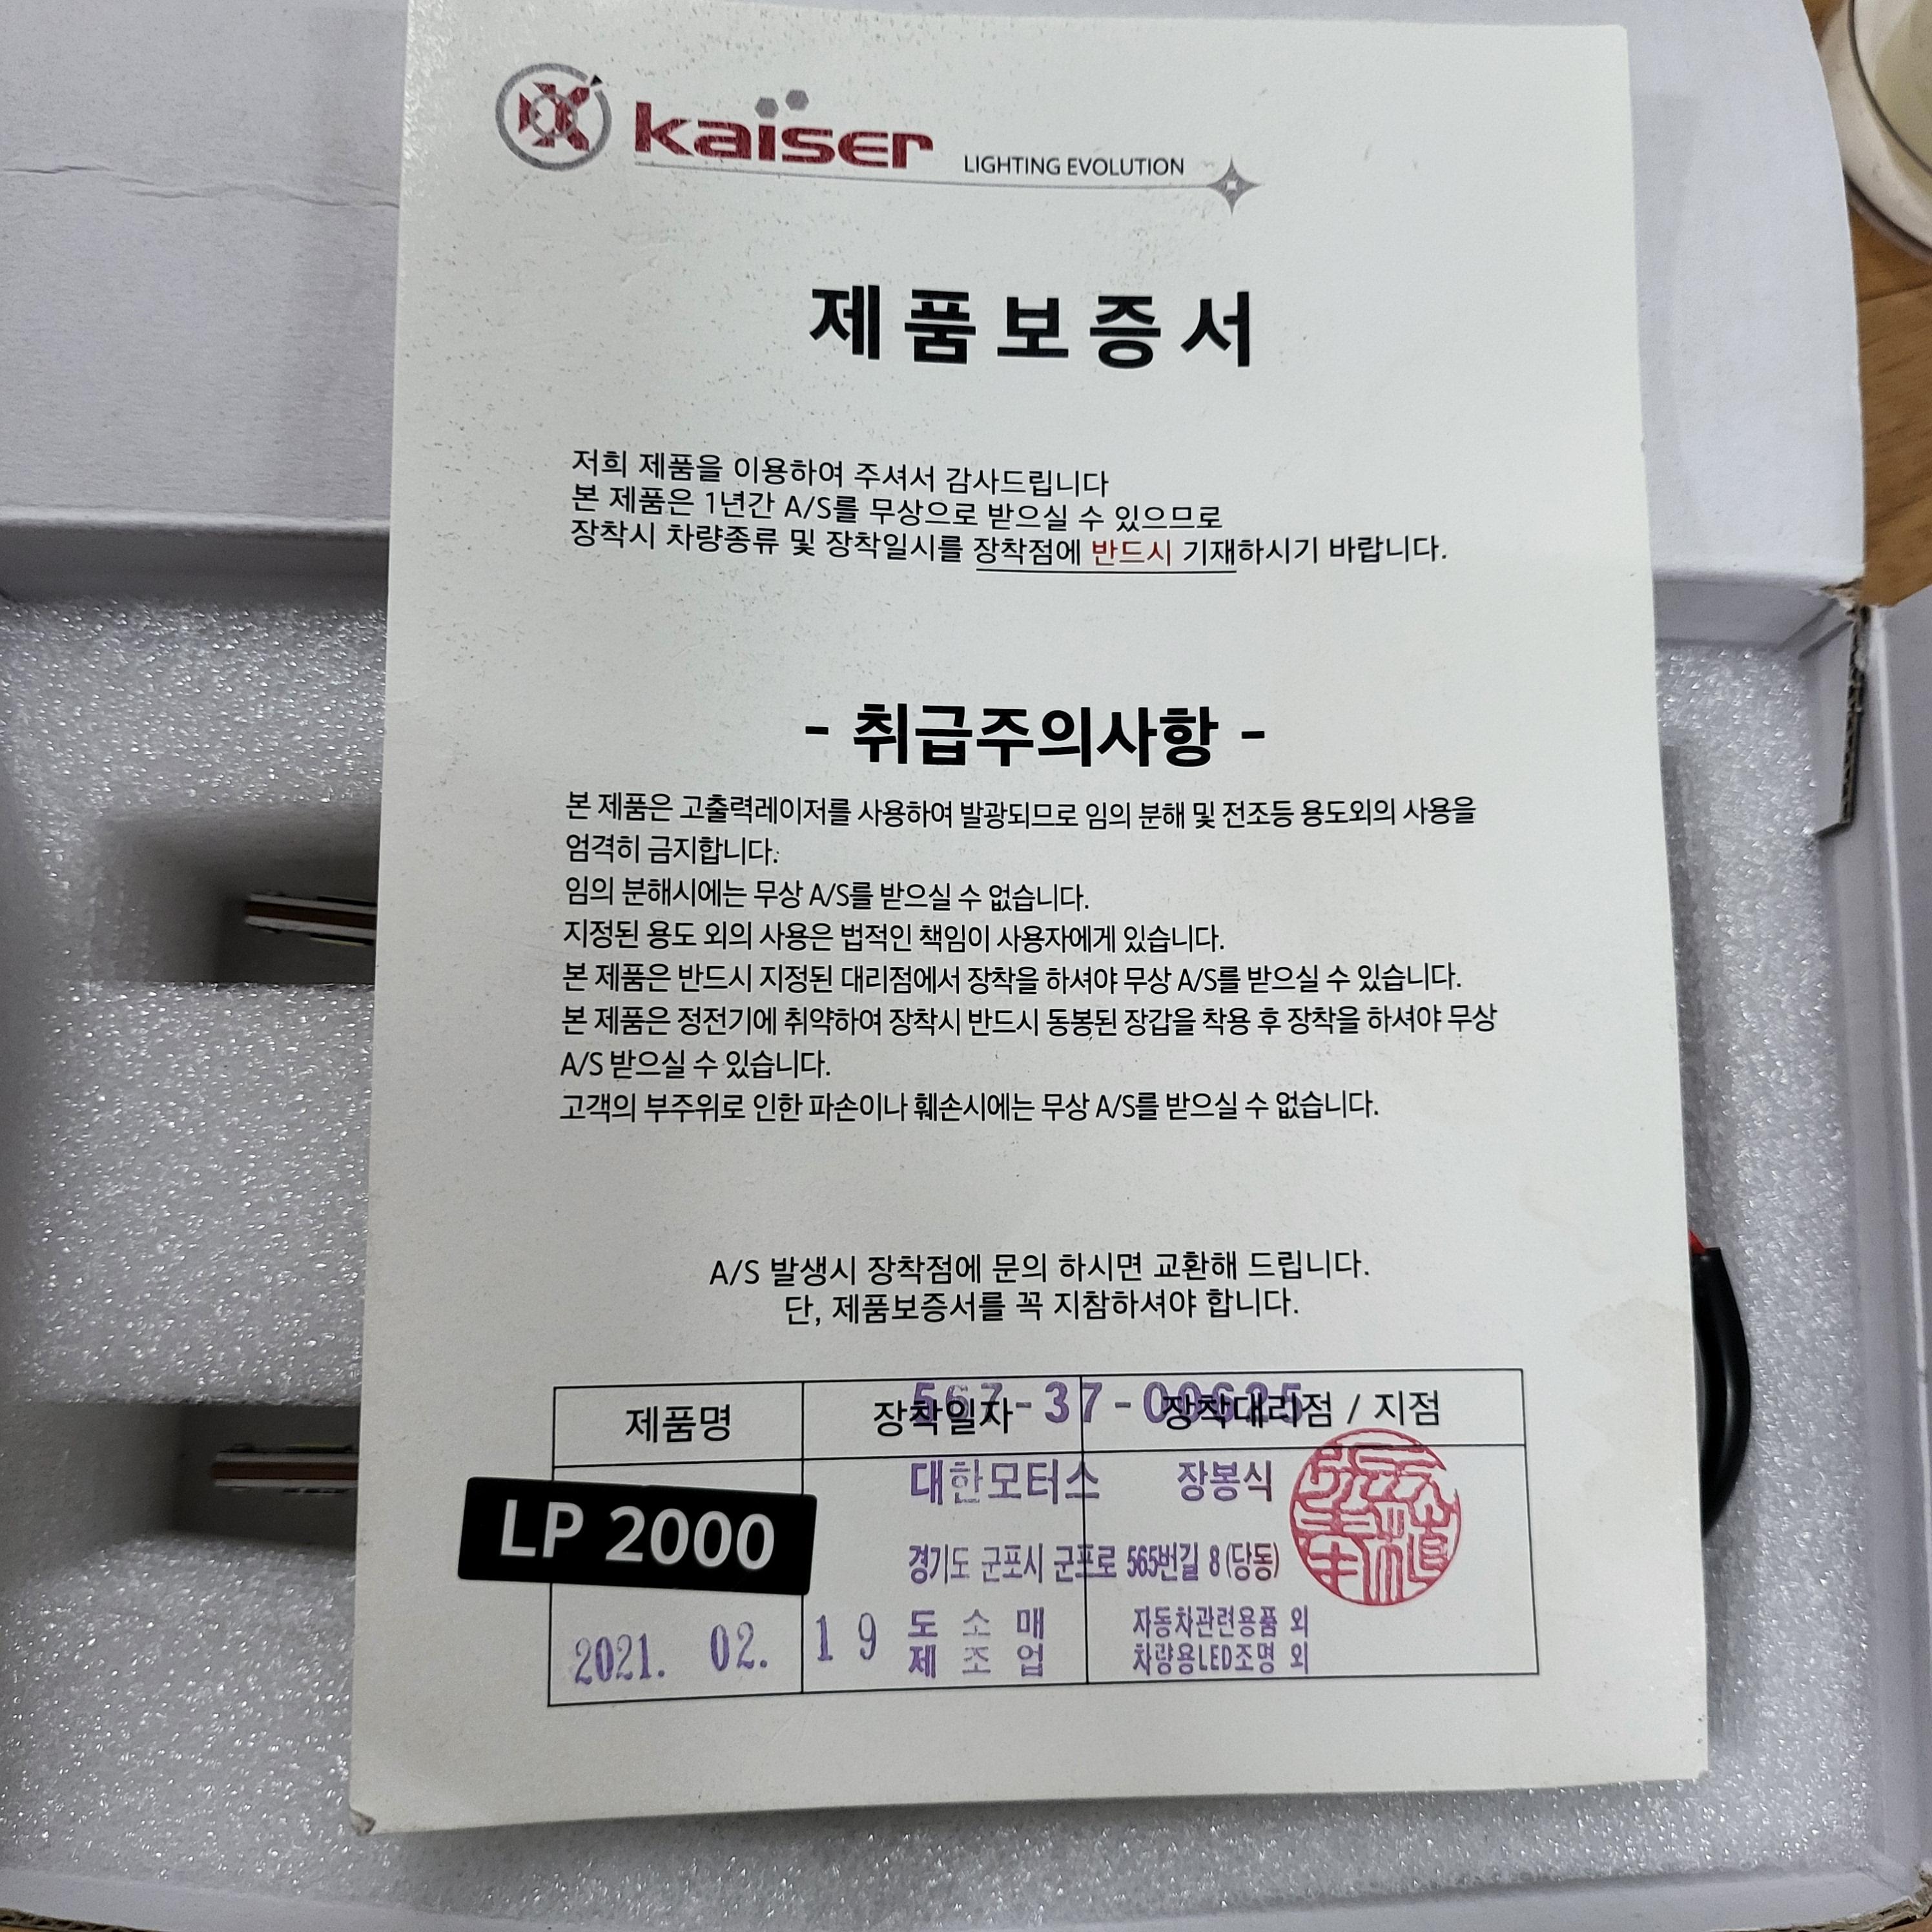 kaiser LIGHTING EVOLUTION
제품보증서
저희 제품을 이용하여 주셔서 감사드립니다
본 제품은 1년간 A/S를 무상으로 받으실 수 있으므로
장착시 차량종류 및 장착일시를 장착점에 반드시 기재하시기 바랍니다.
- 취급주의사항 -
본 제품은 고출력레이저를 사용하여 발광되므로 임의 분해 및 전조등 용도외의 사용을
엄격히 금지합니다.
임의 분해시에는 무상 A/S를 받으실 수 없습니다.
지정된 용도 외의 사용은 법적인 책임이 사용자에게 있습니다.
본 제품은 반드시 지정된 대리점에서 장착을 하셔야 무상 A/S를 받으실 수 있습니다.
본 제품은 정전기에 취약하여 장착시 반드시 동봉된 장갑을 착용 후 장착을 하셔야 무상
A/S 받으실 수 있습니다.
고객의 부주위로 인한 파손이나 훼손시에는 무상 A/S를 받으실 수 없습니다.
A/S 발생시 장착점에 문의 하시면 교환해 드립니다.
단, 제품보증서를 꼭 지참하셔야 합니다.
567-37-00625
제품명 장착일자 장착대리점 / 지점
대한모터스 장봉식
LP 2000
경기도 군포시 군포로 565번길 8 (당동)
도 소 매 자동차관련용품 외
2021. 02. 19
제 조 업 차량용LED조명 외